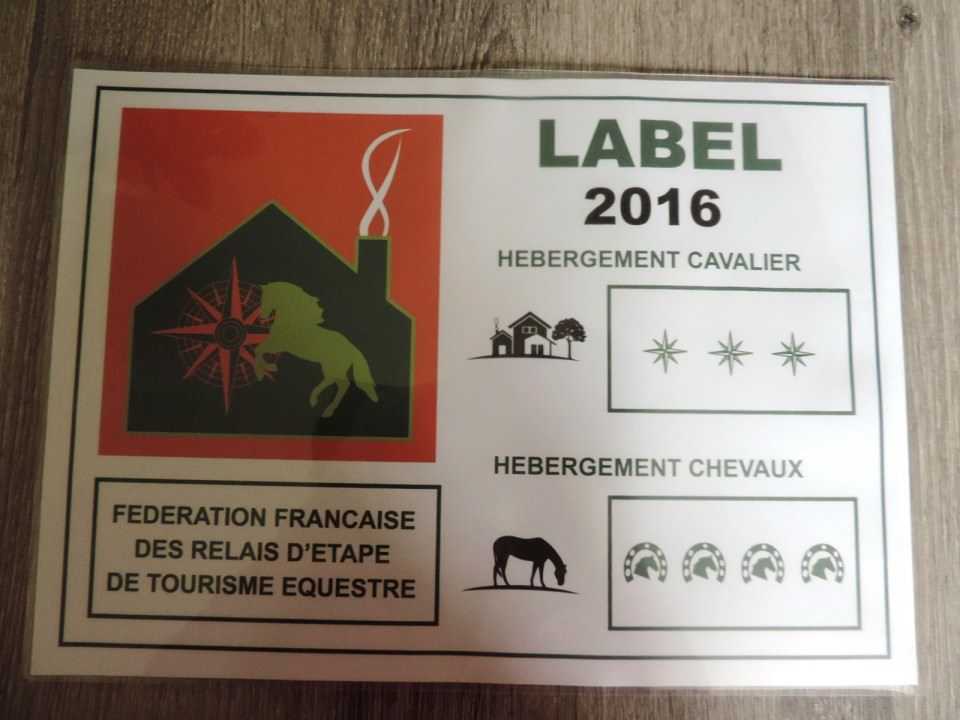 LABEL
2016
HEBERGEMENT CAVALIER
HEBERGEMENT CHEVAUX
FEDERATION FRANCAISE
DES RELAIS D'ETAPE
DE TOURISME EQUESTRE